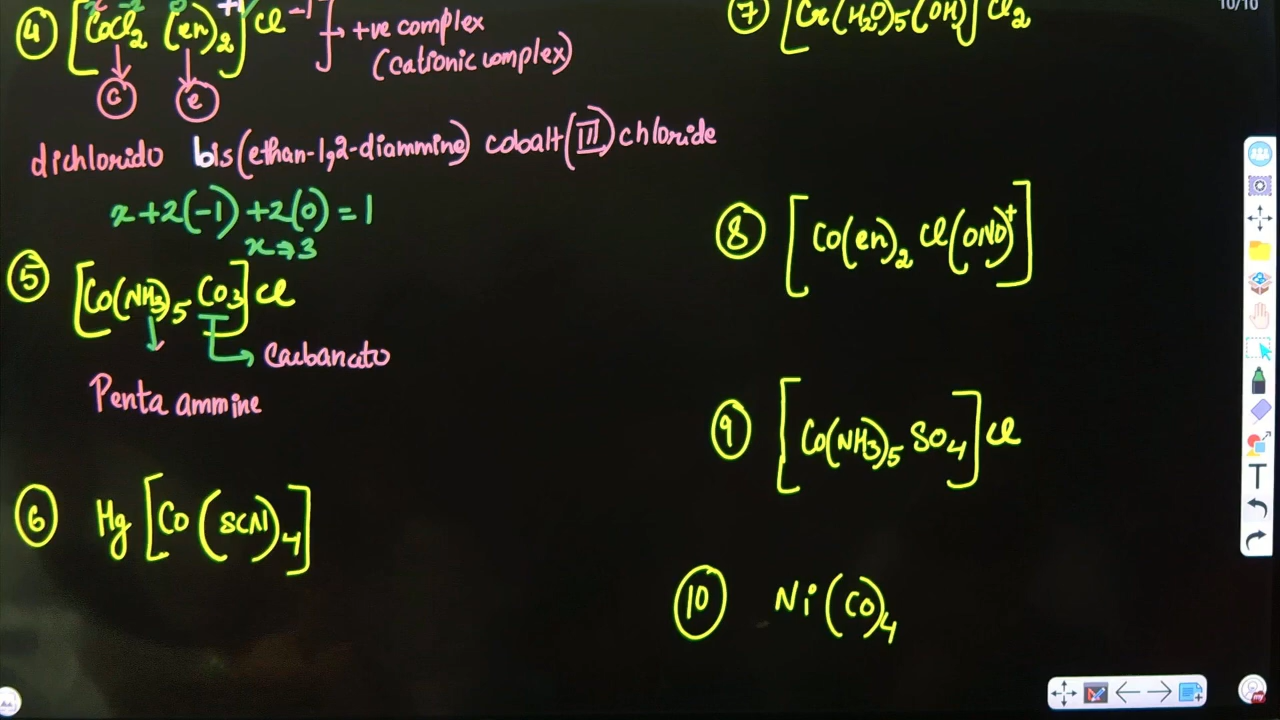 ④ [CoCl₂ (en)₂]⁺¹ Cl⁻¹ → +ve complex
(Cationic complex)
c e
dichlorido bis(ethan-1,2-diammine) cobalt(III) chloride
x+2(-1)+2(0)=1
x⇒3
⑤ [Co(NH3)₅ Co₃]Cl
Carbanato
Penta ammine
⑥ Hg [Co (SCN)₄]
⑦ [Cr(H₂O)₅(OH)]Cl₂
⑧ [Co(en)₂ Cl(ONO)⁺]
⑨ [Co(NH3)₅ SO₄]Cl
⑩ Ni(CO)₄
10/10
T